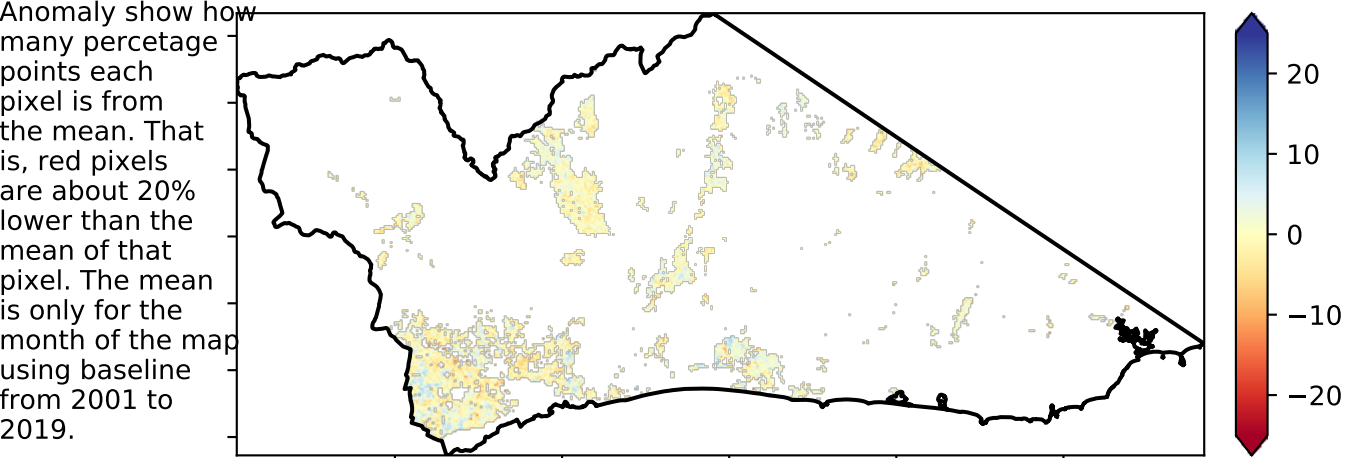 Anomaly show how
many percetage
points each
pixel is from
the mean. That
is, red pixels
are about 20%
lower than the
mean of that
pixel. The mean
is only for the
month of the map
using baseline
from 2001 to
2019.
20
10
0
−10
−20